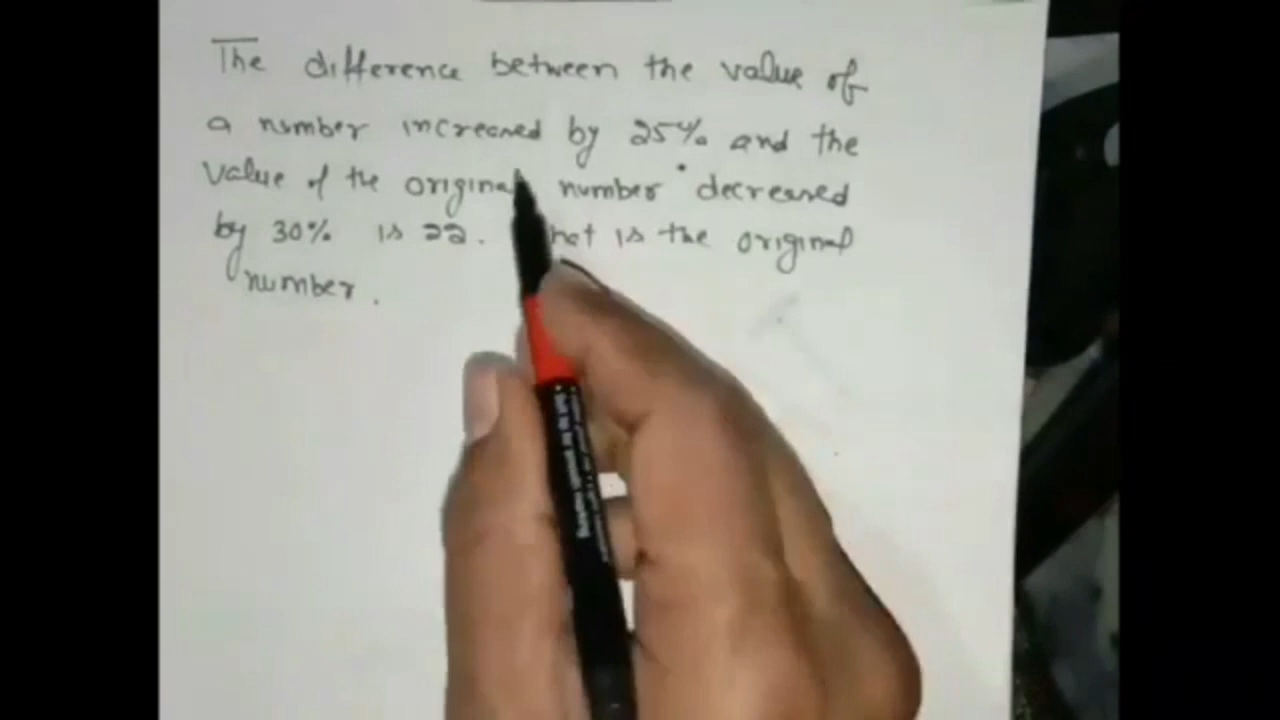 The difference between the value of
a number increased by 25% and the
value of the original number decreased
by 30% is 22. What is the original
number.